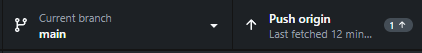 Current branch
main
Push origin
Last fetched 12 min...
1